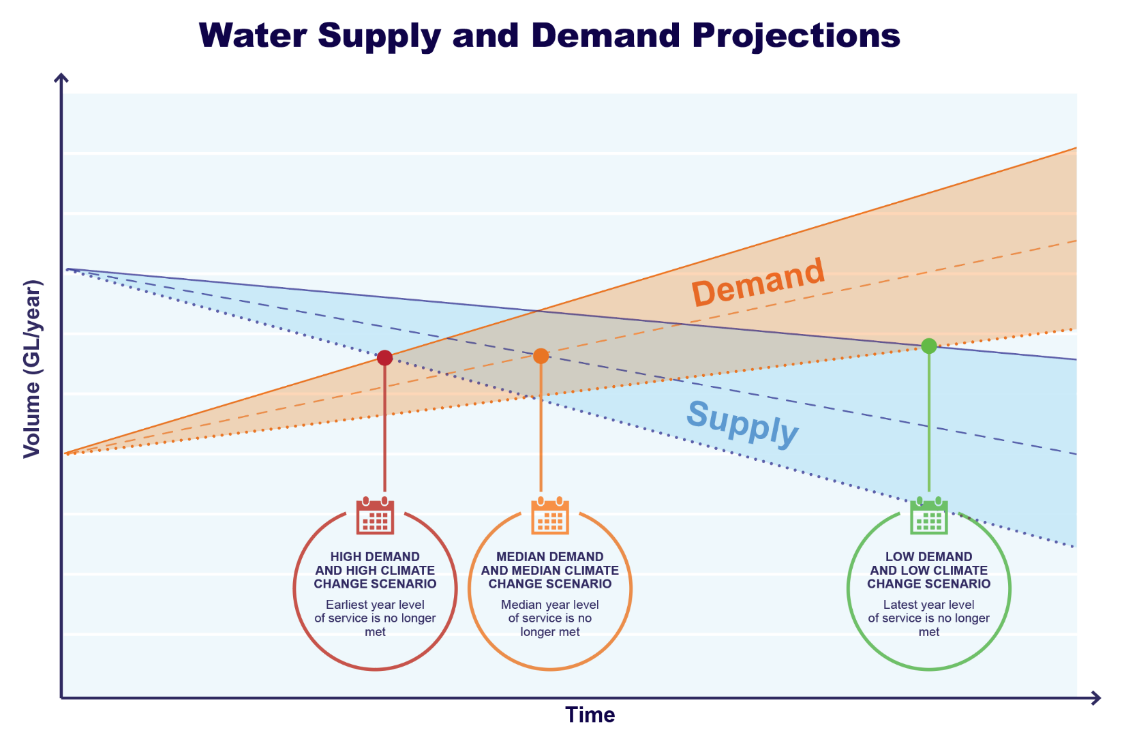 Water Supply and Demand Projections
Volume (GL/year)
Demand
Supply
HIGH DEMAND
AND HIGH CLIMATE
CHANGE SCENARIO
Earliest year level
of service is no longer
met
MEDIAN DEMAND
AND MEDIAN CLIMATE
CHANGE SCENARIO
Median year level
of service is no
longer met
LOW DEMAND
AND LOW CLIMATE
CHANGE SCENARIO
Latest year level
of service is no longer
met
Time